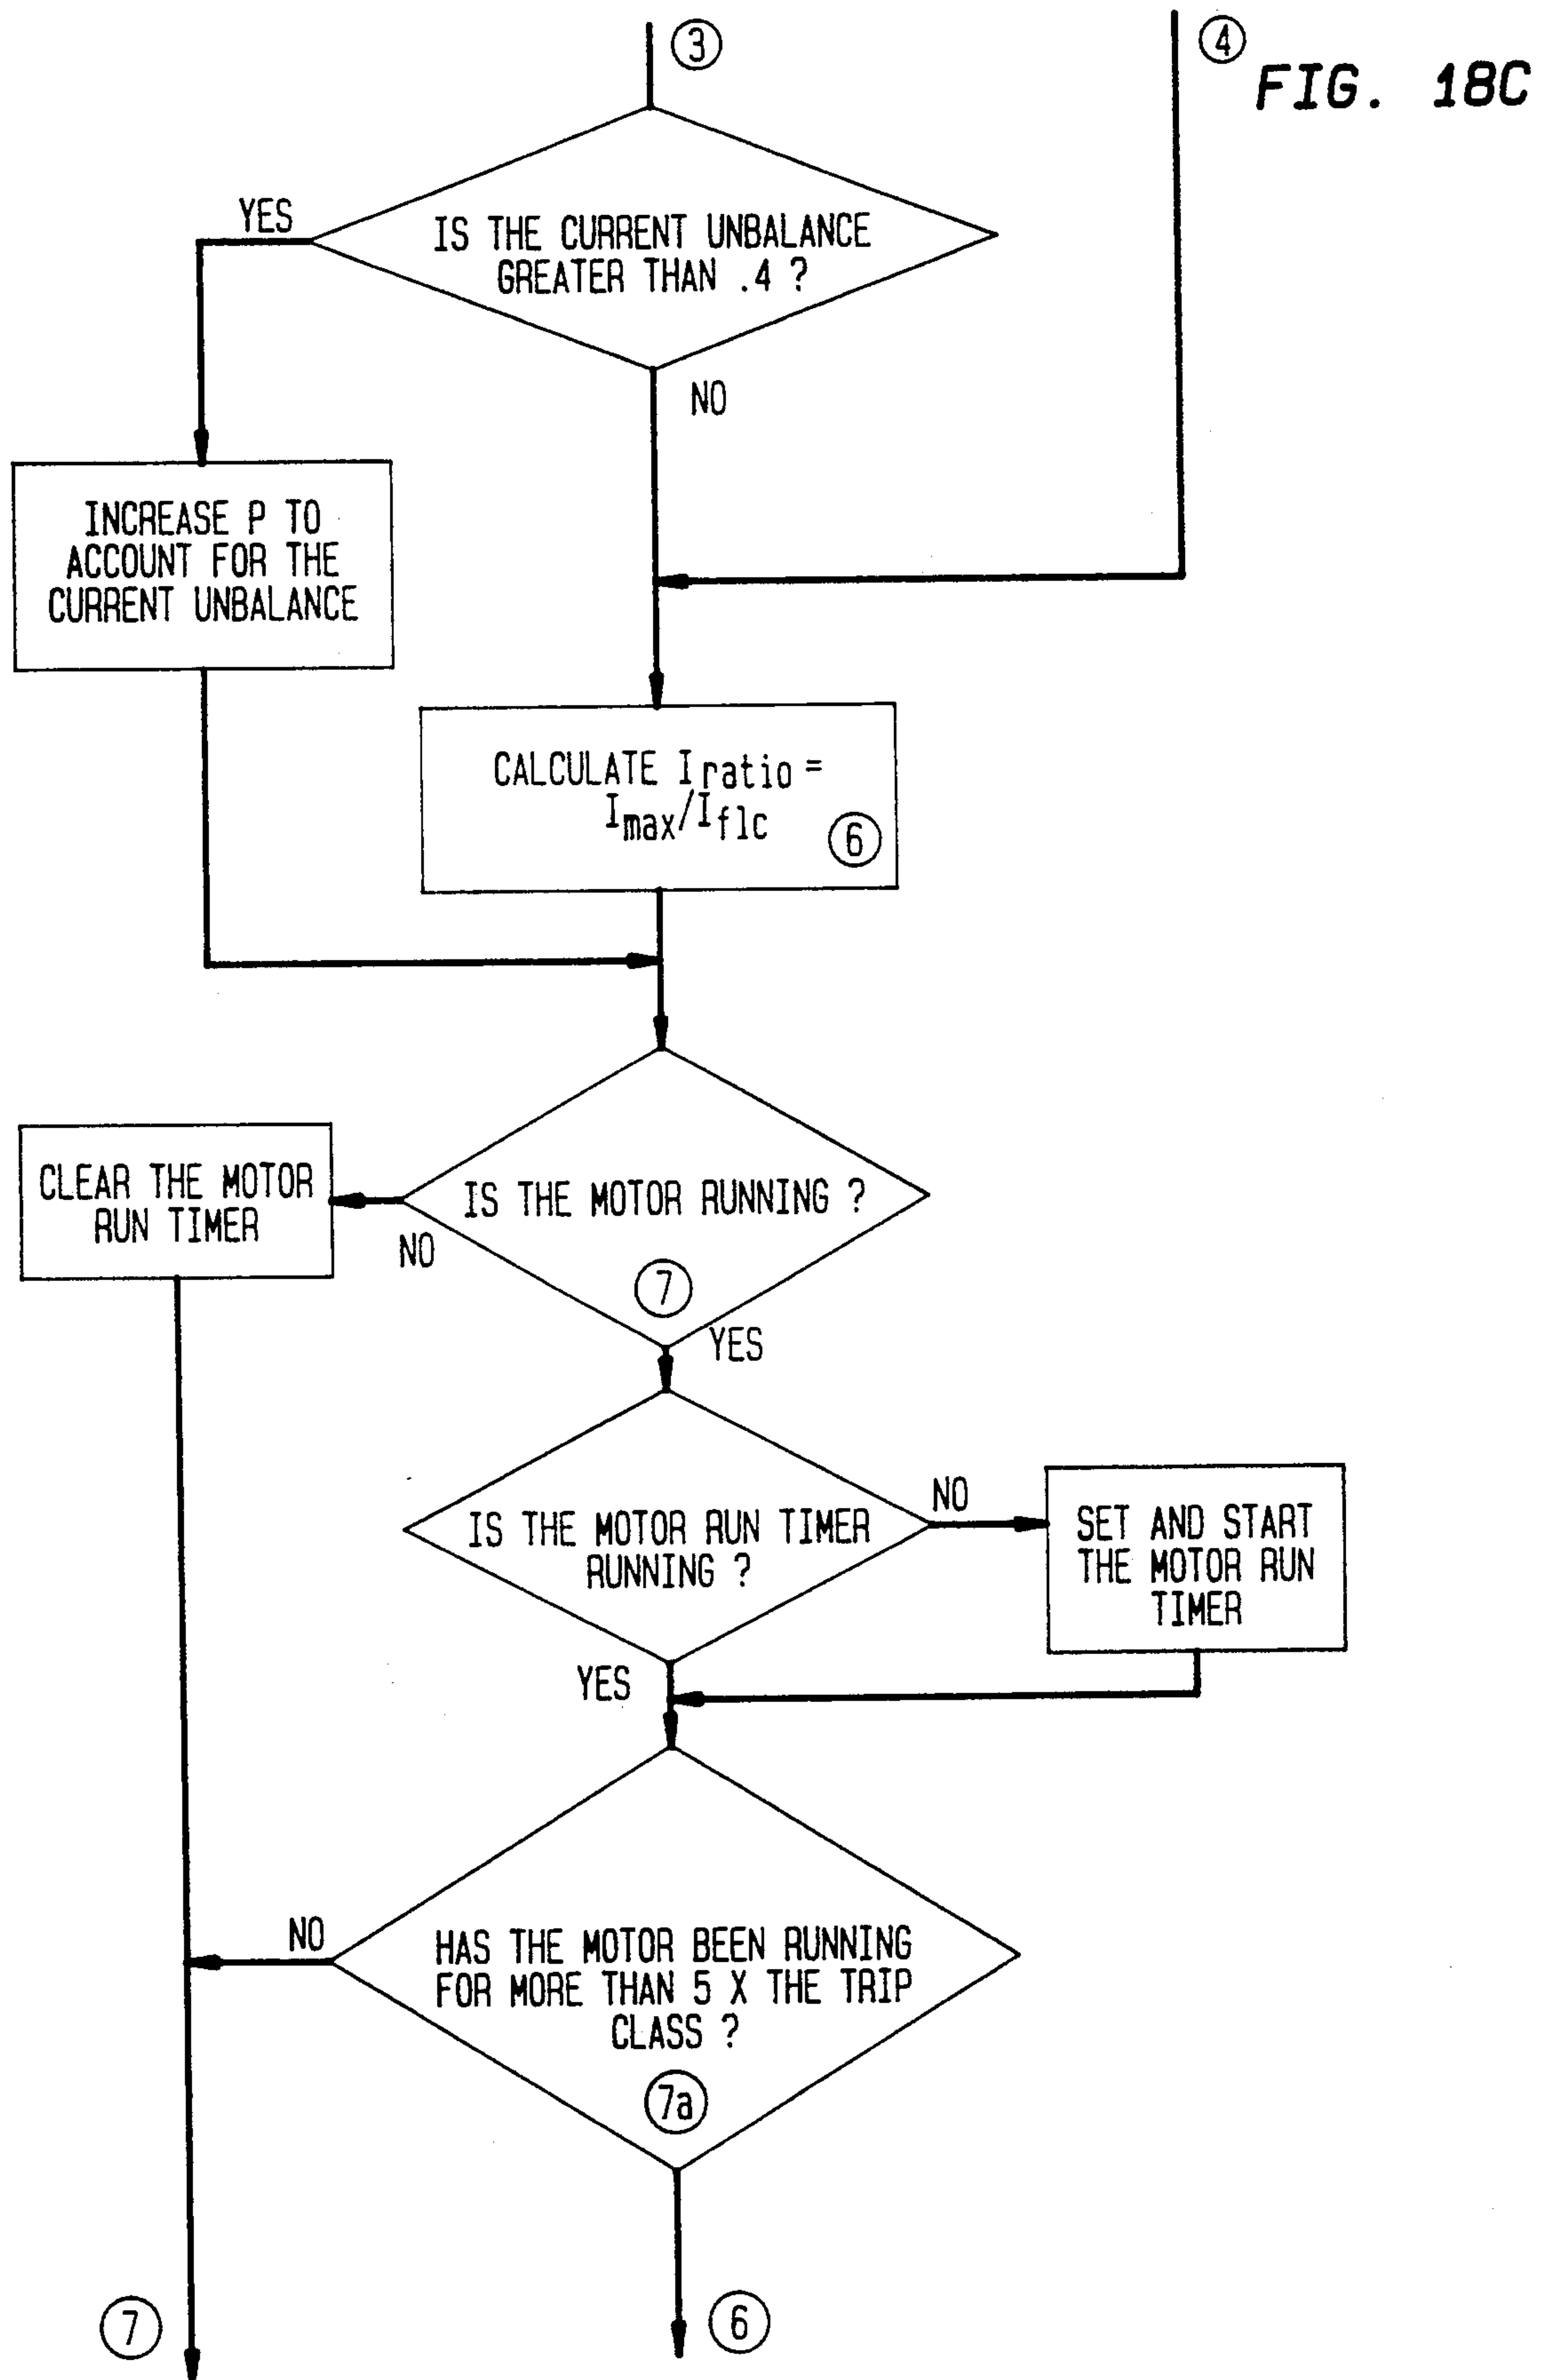 3
4
FIG. 18C
YES
IS THE CURRENT UNBALANCE
GREATER THAN .4 ?
NO
INCREASE P TO
ACCOUNT FOR THE
CURRENT UNBALANCE
CALCULATE Iratio =
Imax/Iflc
6
CLEAR THE MOTOR
RUN TIMER
NO
IS THE MOTOR RUNNING ?
7
YES
IS THE MOTOR RUN TIMER
RUNNING ?
NO
SET AND START
THE MOTOR RUN
TIMER
YES
NO
HAS THE MOTOR BEEN RUNNING
FOR MORE THAN 5 X THE TRIP
CLASS ?
7a
7
6